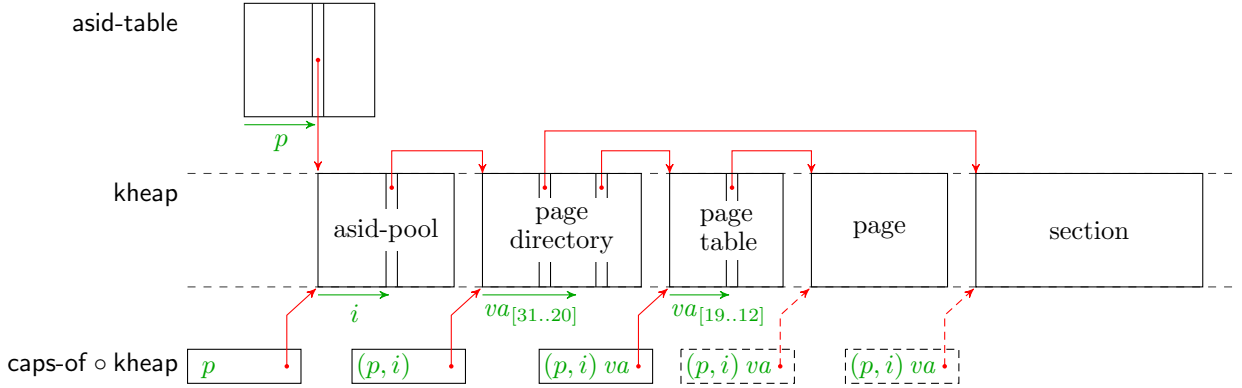 asid-table
p
kheap
asid-pool
page
directory
page
table
page
section
i
va[31..20]
va[19..12]
caps-of ∘ kheap
p
(p, i)
(p, i) va
(p, i) va
(p, i) va